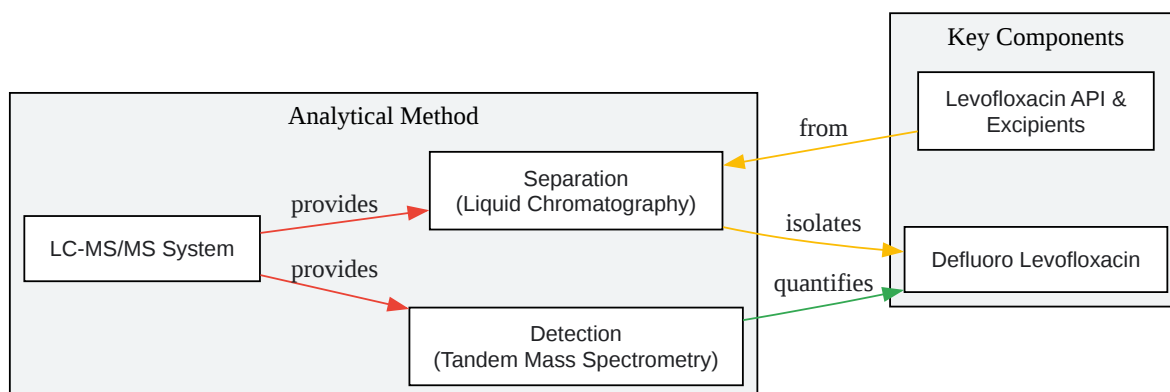 Key Components
Levofloxacin API &
Excipients
Analytical Method
from
Separation
(Liquid Chromatography)
provides
isolates
LC-MS/MS System
Defluoro Levofloxacin
provides
quantifies
Detection
(Tandem Mass Spectrometry)